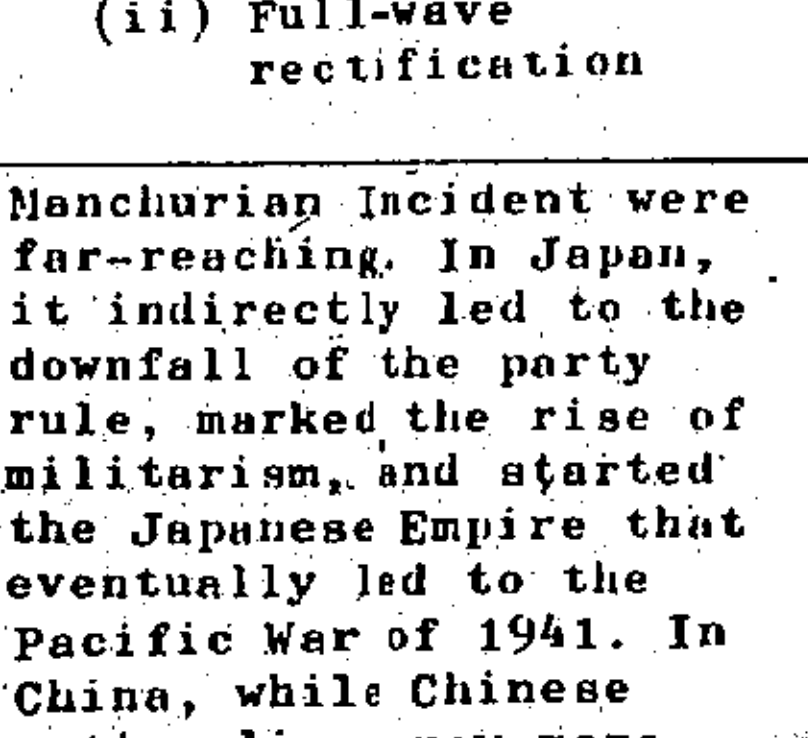 (ii) Full-wave
rectification
Manchurian Incident were
far-reaching. In Japan,
it indirectly led to the
downfall of the party
rule, marked the rise of
militarism, and started
the Japanese Empire that
eventually led to the
Pacific War of 1941. In
China, while Chinese